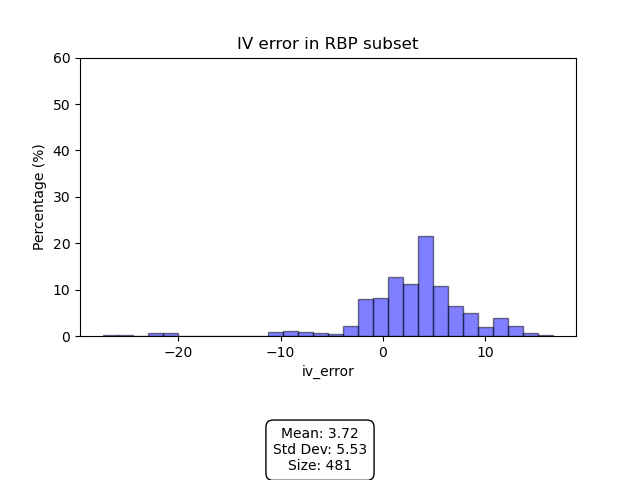 IV error in RBP subset
60
50
40
30
20
10
0
Percentage (%)
−20
−10
0
10
iv_error
Mean: 3.72
Std Dev: 5.53
Size: 481